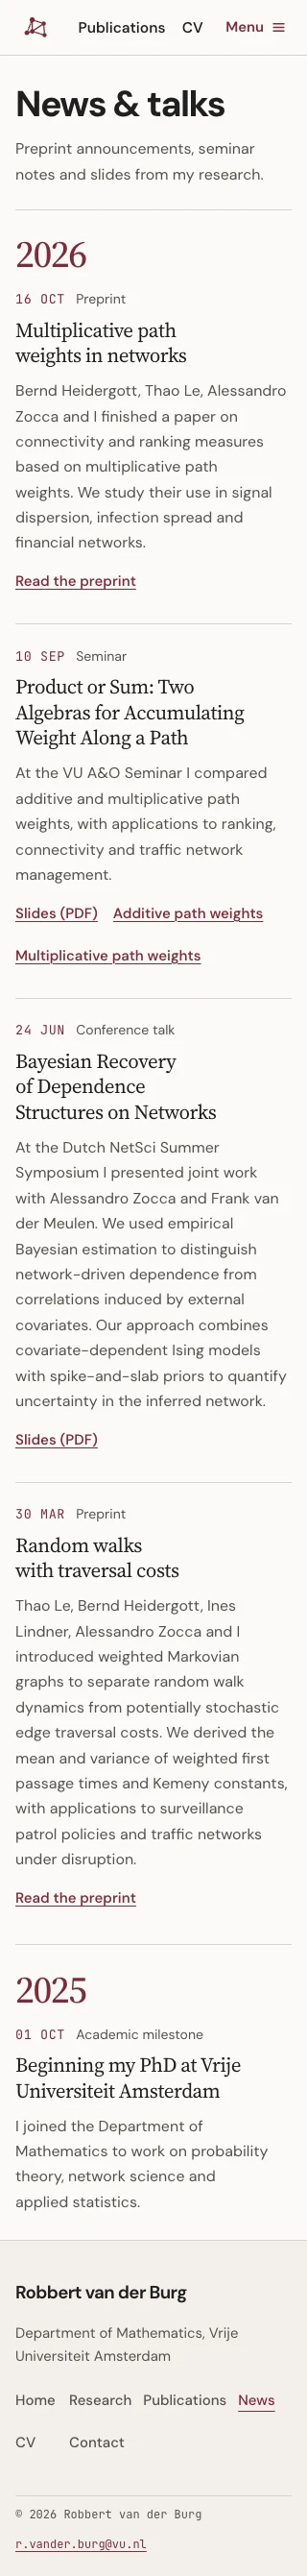 Publications CV Menu
News & talks
Preprint announcements, seminar
notes and slides from my research.
2026
16 OCT Preprint
Multiplicative path
weights in networks
Bernd Heidergott, Thao Le, Alessandro
Zocca and I finished a paper on
connectivity and ranking measures
based on multiplicative path
weights. We study their use in signal
dispersion, infection spread and
financial networks.
Read the preprint
10 SEP Seminar
Product or Sum: Two
Algebras for Accumulating
Weight Along a Path
At the VU A&O Seminar I compared
additive and multiplicative path
weights, with applications to ranking,
connectivity and traffic network
management.
Slides (PDF) Additive path weights
Multiplicative path weights
24 JUN Conference talk
Bayesian Recovery
of Dependence
Structures on Networks
At the Dutch NetSci Summer
Symposium I presented joint work
with Alessandro Zocca and Frank van
der Meulen. We used empirical
Bayesian estimation to distinguish
network-driven dependence from
correlations induced by external
covariates. Our approach combines
covariate-dependent Ising models
with spike-and-slab priors to quantify
uncertainty in the inferred network.
Slides (PDF)
30 MAR Preprint
Random walks
with traversal costs
Thao Le, Bernd Heidergott, Ines
Lindner, Alessandro Zocca and I
introduced weighted Markovian
graphs to separate random walk
dynamics from potentially stochastic
edge traversal costs. We derived the
mean and variance of weighted first
passage times and Kemeny constants,
with applications to surveillance
patrol policies and traffic networks
under disruption.
Read the preprint
2025
01 OCT Academic milestone
Beginning my PhD at Vrije
Universiteit Amsterdam
I joined the Department of
Mathematics to work on probability
theory, network science and
applied statistics.
Robbert van der Burg
Department of Mathematics, Vrije
Universiteit Amsterdam
Home Research Publications News
CV Contact
© 2026 Robbert van der Burg
r.vander.burg@vu.nl